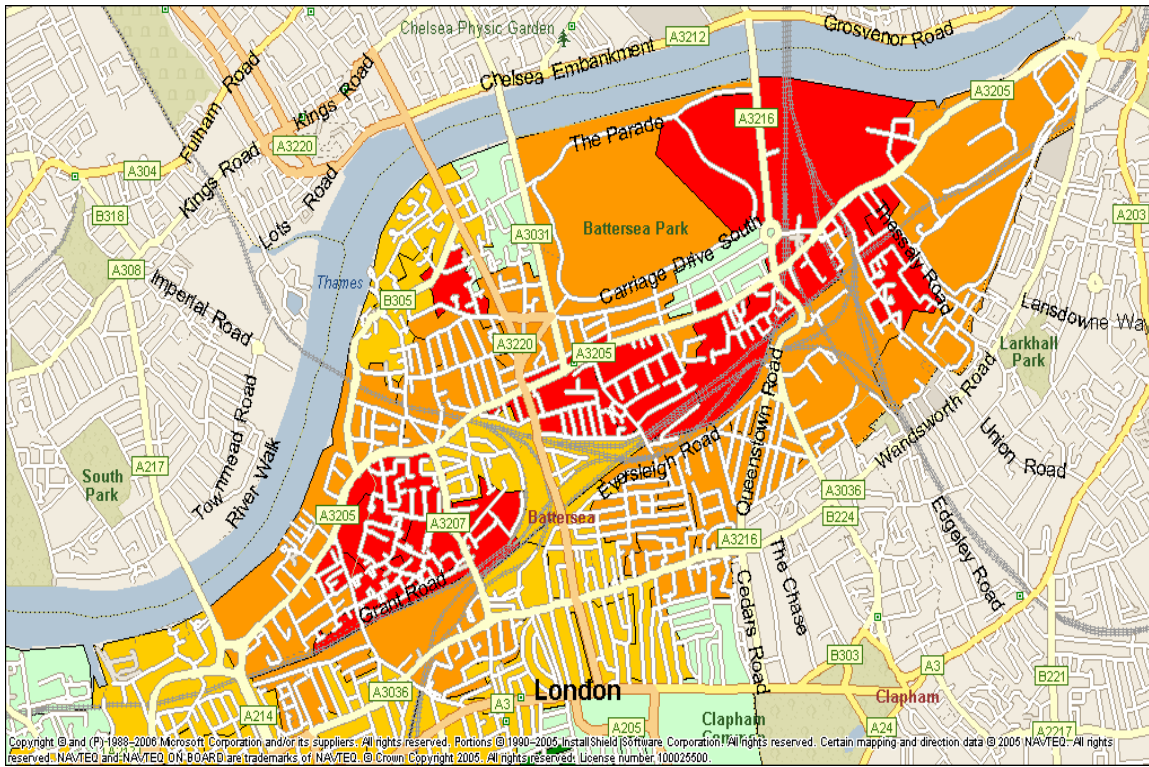 Chelsea Physic Garden
A3212
Grosvenor Road
Chelsea Embankment
Fulham Road
Kings Road
A3220
A304
Kings Road
B318
Lots Road
A308
Imperial Road
Thames
B305
A3031
The Parade
A3216
A3205
Battersea Park
Carriage Drive South
Thessaly Road
A203
Lansdowne Wa
Larkhall
Park
A3220
A3205
Wandsworth Road
Union Road
Queenstown Road
Eversleigh Road
A217
South
Park
Townmead Road
River Walk
A3205
A3207
Battersea
A3036
B224
A3216
Edgeley Road
The Chase
Cedars Road
Grant Road
B303
A3
B221
Clapham
A3036
A3
London
A214
A205
Clapham
A24
A2217
Copyright © and (P) 1988–2006 Microsoft Corporation and/or its suppliers. All rights reserved. Portions © 1990–2005 InstallShield Software Corporation. All rights reserved. Certain mapping and direction data © 2005 NAVTEQ. All rights
reserved. NAVTEQ and NAVTEQ ON BOARD are trademarks of NAVTEQ. © Crown Copyright 2005. All rights reserved. License number 100025500.